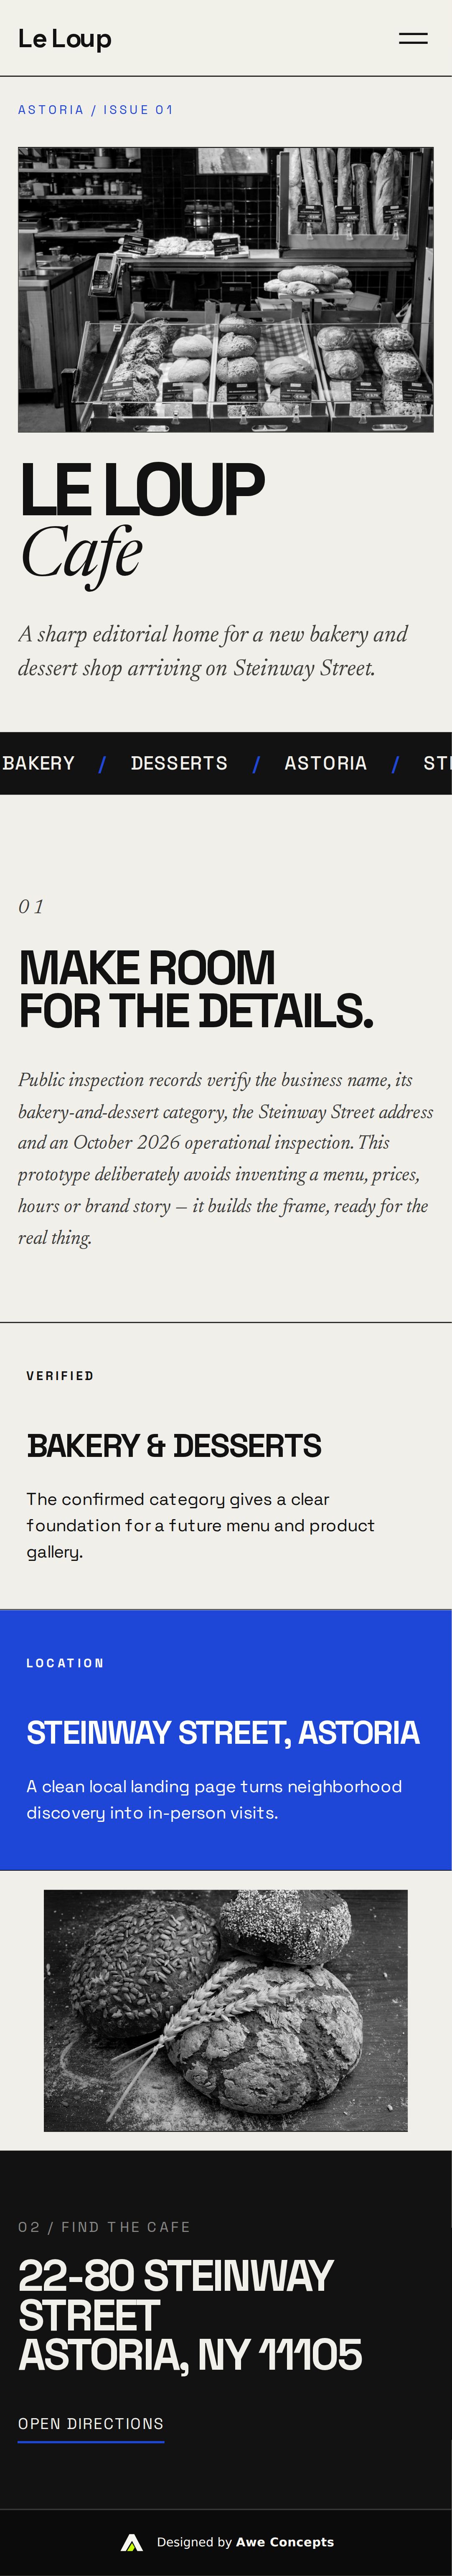 Le Loup
ASTORIA / ISSUE 01
LE LOUP
Cafe
A sharp editorial home for a new bakery and
dessert shop arriving on Steinway Street.
BAKERY / DESSERTS / ASTORIA / STE
01
MAKE ROOM
FOR THE DETAILS.
Public inspection records verify the business name, its
bakery-and-dessert category, the Steinway Street address
and an October 2026 operational inspection. This
prototype deliberately avoids inventing a menu, prices,
hours or brand story — it builds the frame, ready for the
real thing.
VERIFIED
BAKERY & DESSERTS
The confirmed category gives a clear
foundation for a future menu and product
gallery.
LOCATION
STEINWAY STREET, ASTORIA
A clean local landing page turns neighborhood
discovery into in-person visits.
02 / FIND THE CAFE
22-80 STEINWAY
STREET
ASTORIA, NY 11105
OPEN DIRECTIONS
Designed by Awe Concepts